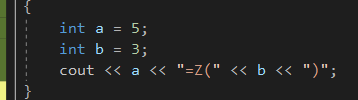 {
int a = 5;
int b = 3;
cout << a << "=Z(" << b << ")";
}